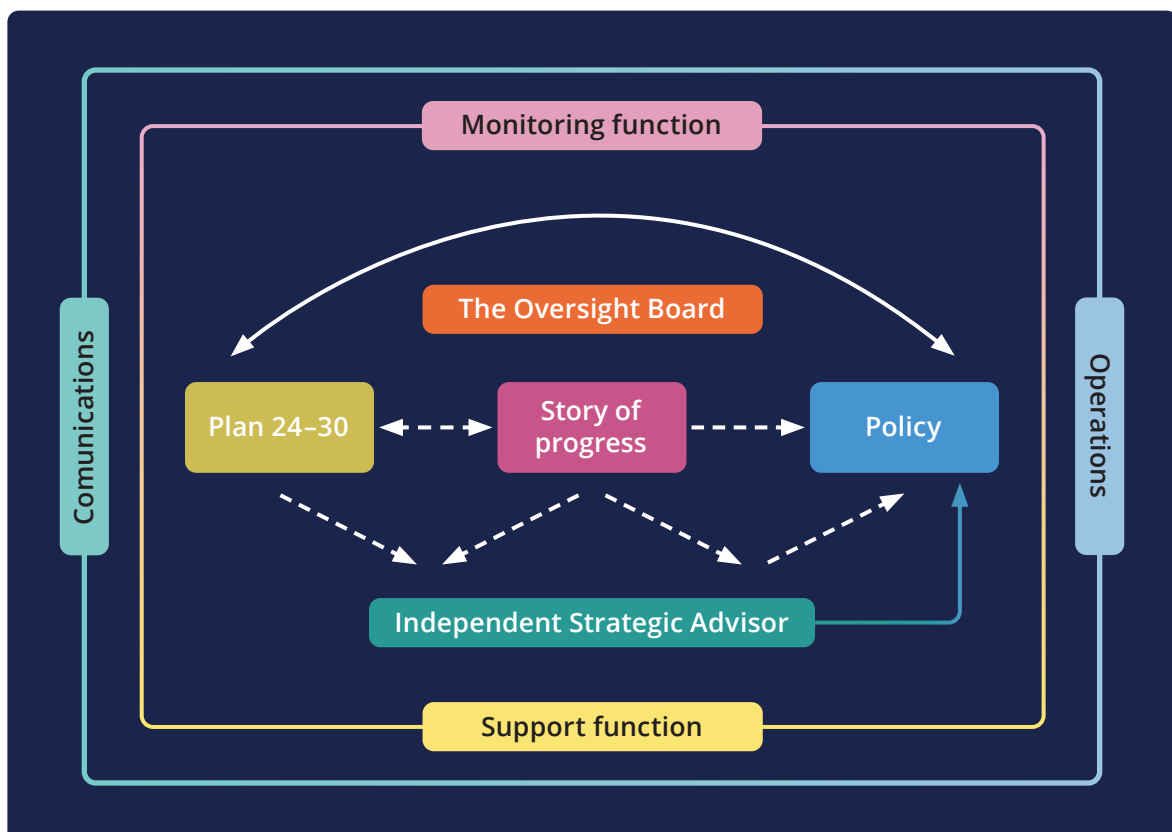 Monitoring function
The Oversight Board
Comunications
Operations
Plan 24–30
Story of
progress
Policy
Independent Strategic Advisor
Support function